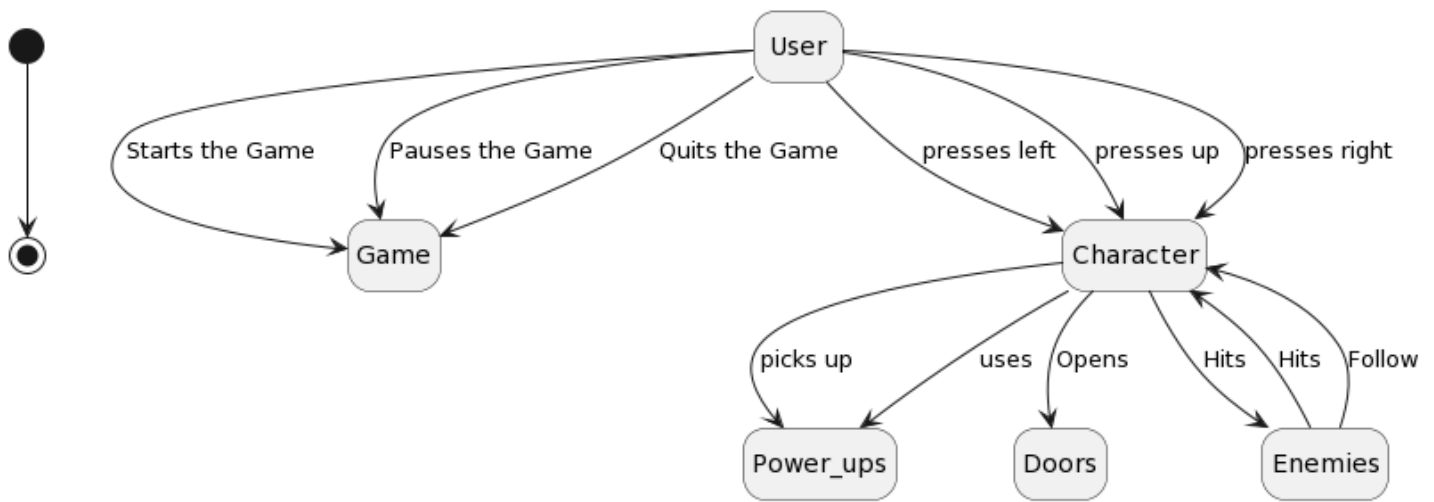 User
Starts the Game
Pauses the Game
Quits the Game
presses left
presses up
presses right
Game
Character
picks up
uses
Opens
Hits
Hits
Follow
Power_ups
Doors
Enemies